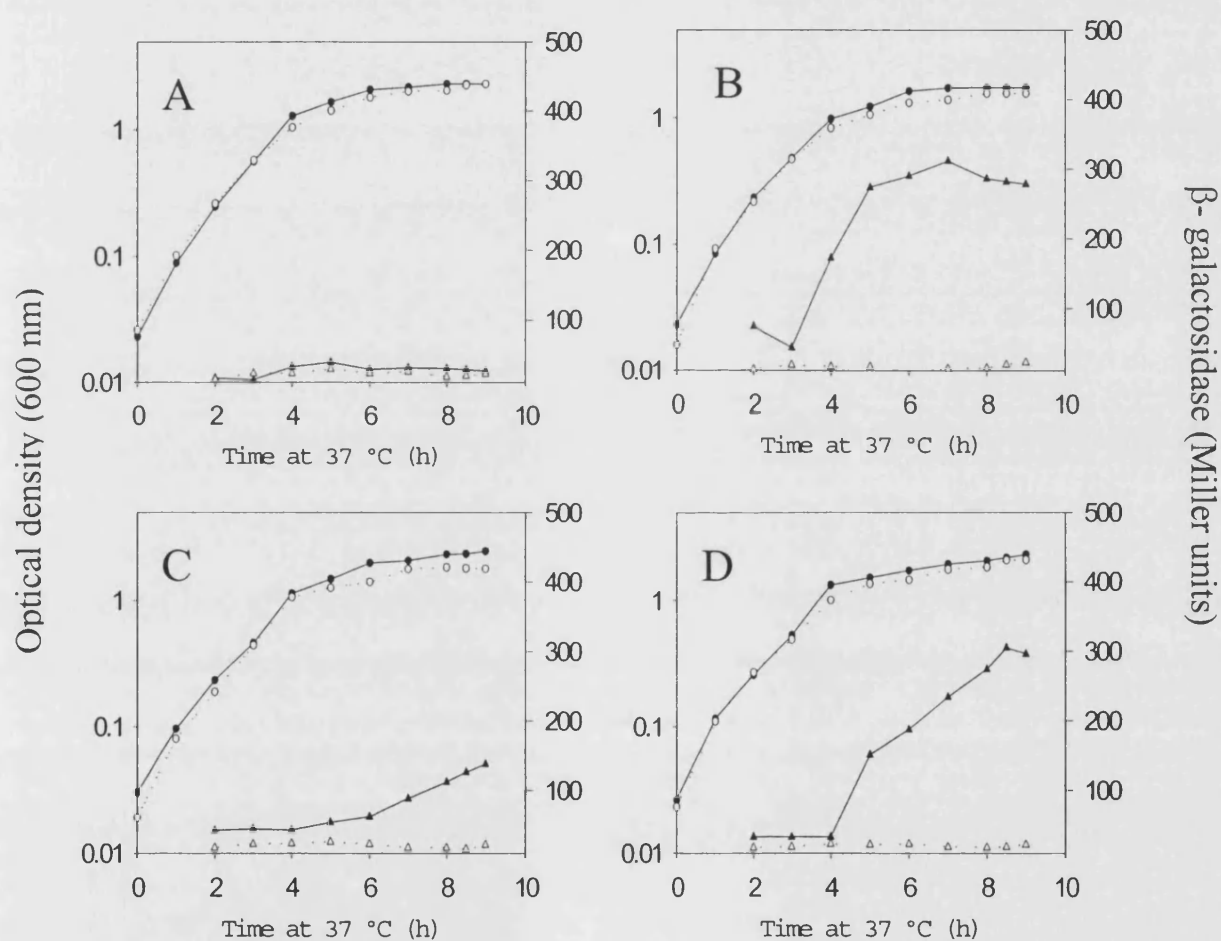 Optical density (600 nm)
β- galactosidase (Miller units)
A
1
0.1
0.01
500
400
300
200
100
0 2 4 6 8 10
Time at 37 °C (h)
B
1
0.1
0.01
500
400
300
200
100
0 2 4 6 8 10
Time at 37 °C (h)
C
1
0.1
0.01
500
400
300
200
100
0 2 4 6 8 10
Time at 37 °C (h)
D
1
0.1
0.01
500
400
300
200
100
0 2 4 6 8 10
Time at 37 °C (h)